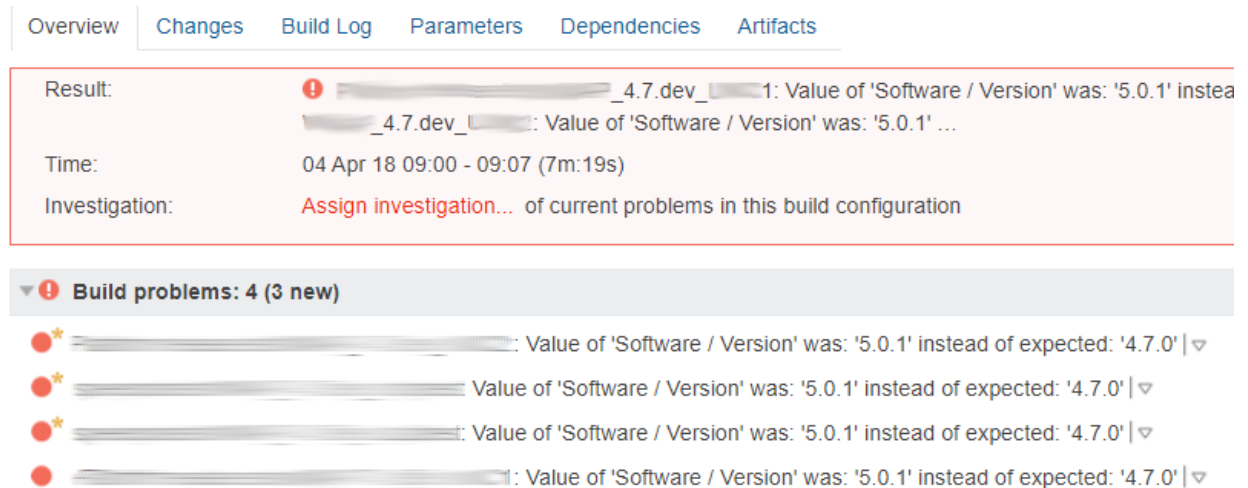 Overview Changes Build Log Parameters Dependencies Artifacts
Result: _4.7.dev_ 1: Value of 'Software / Version' was: '5.0.1' instea
_4.7.dev_ : Value of 'Software / Version' was: '5.0.1' ...
Time: 04 Apr 18 09:00 - 09:07 (7m:19s)
Investigation: Assign investigation... of current problems in this build configuration
Build problems: 4 (3 new)
: Value of 'Software / Version' was: '5.0.1' instead of expected: '4.7.0'
Value of 'Software / Version' was: '5.0.1' instead of expected: '4.7.0'
: Value of 'Software / Version' was: '5.0.1' instead of expected: '4.7.0'
: Value of 'Software / Version' was: '5.0.1' instead of expected: '4.7.0'